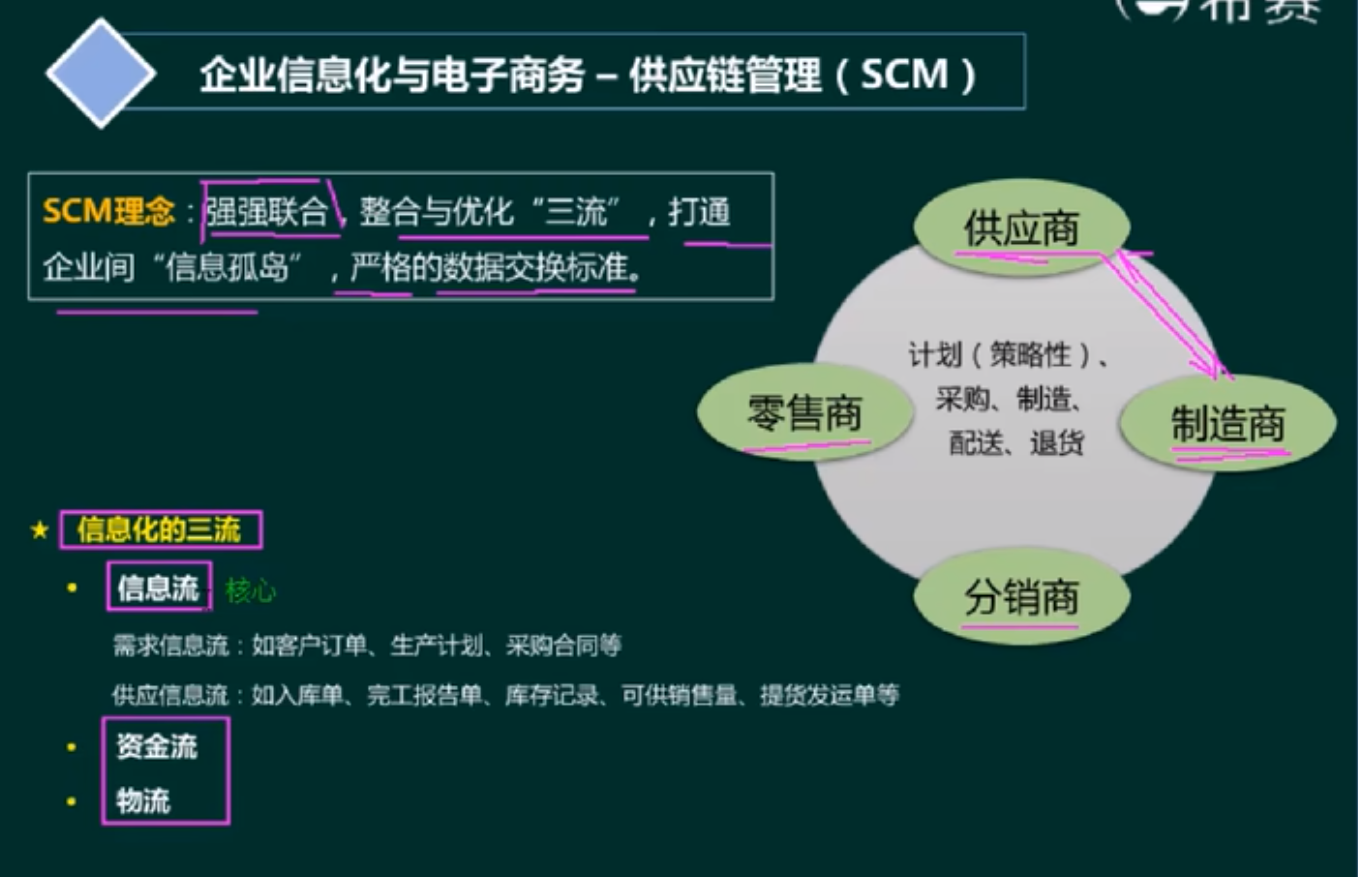 布赛
企业信息化与电子商务 – 供应链管理（SCM）
SCM理念：强强联合，整合与优化“三流”，打通
企业间“信息孤岛”，严格的数据交换标准。
供应商
计划（策略性）、
采购、制造、
配送、退货
零售商
制造商
分销商
★ 信息化的三流
• 信息流 核心
需求信息流：如客户订单、生产计划、采购合同等
供应信息流：如入库单、完工报告单、库存记录、可供销售量、提货发运单等
• 资金流
• 物流